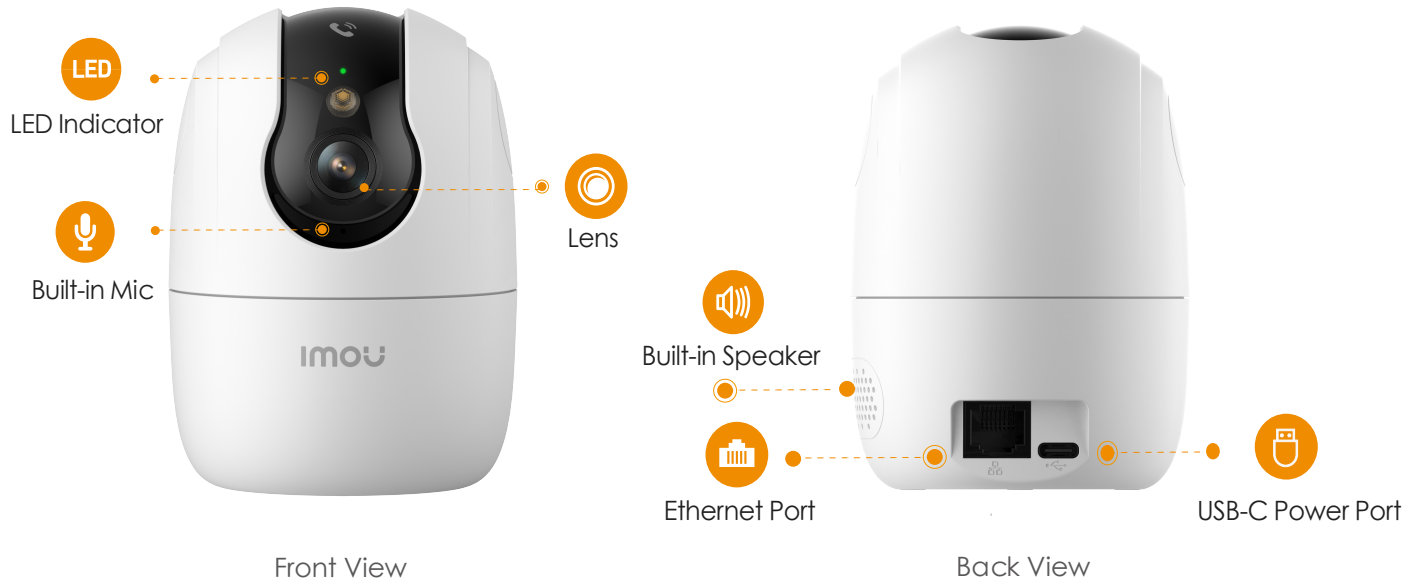 LED
LED Indicator
Built-in Mic
Lens
imou
Front View
Built-in Speaker
Ethernet Port
USB-C Power Port
Back View